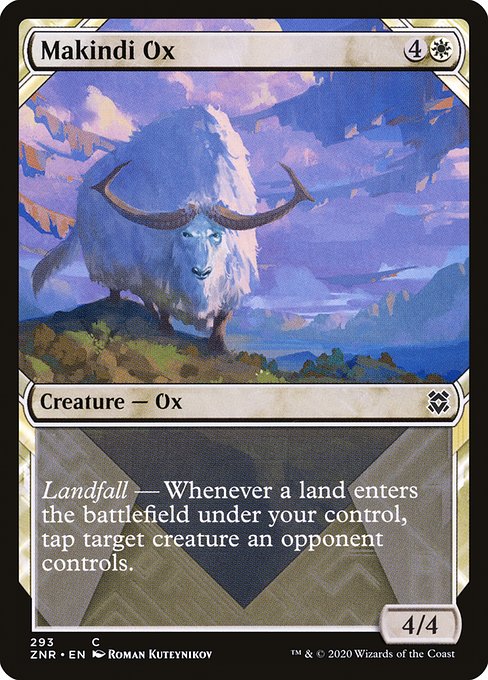 Makindi Ox 4
Creature — Ox
Landfall — Whenever a land enters
the battlefield under your control,
tap target creature an opponent
controls.
4/4
293 C
ZNR • EN Roman Kuteynikov
™ & © 2020 Wizards of the Coast